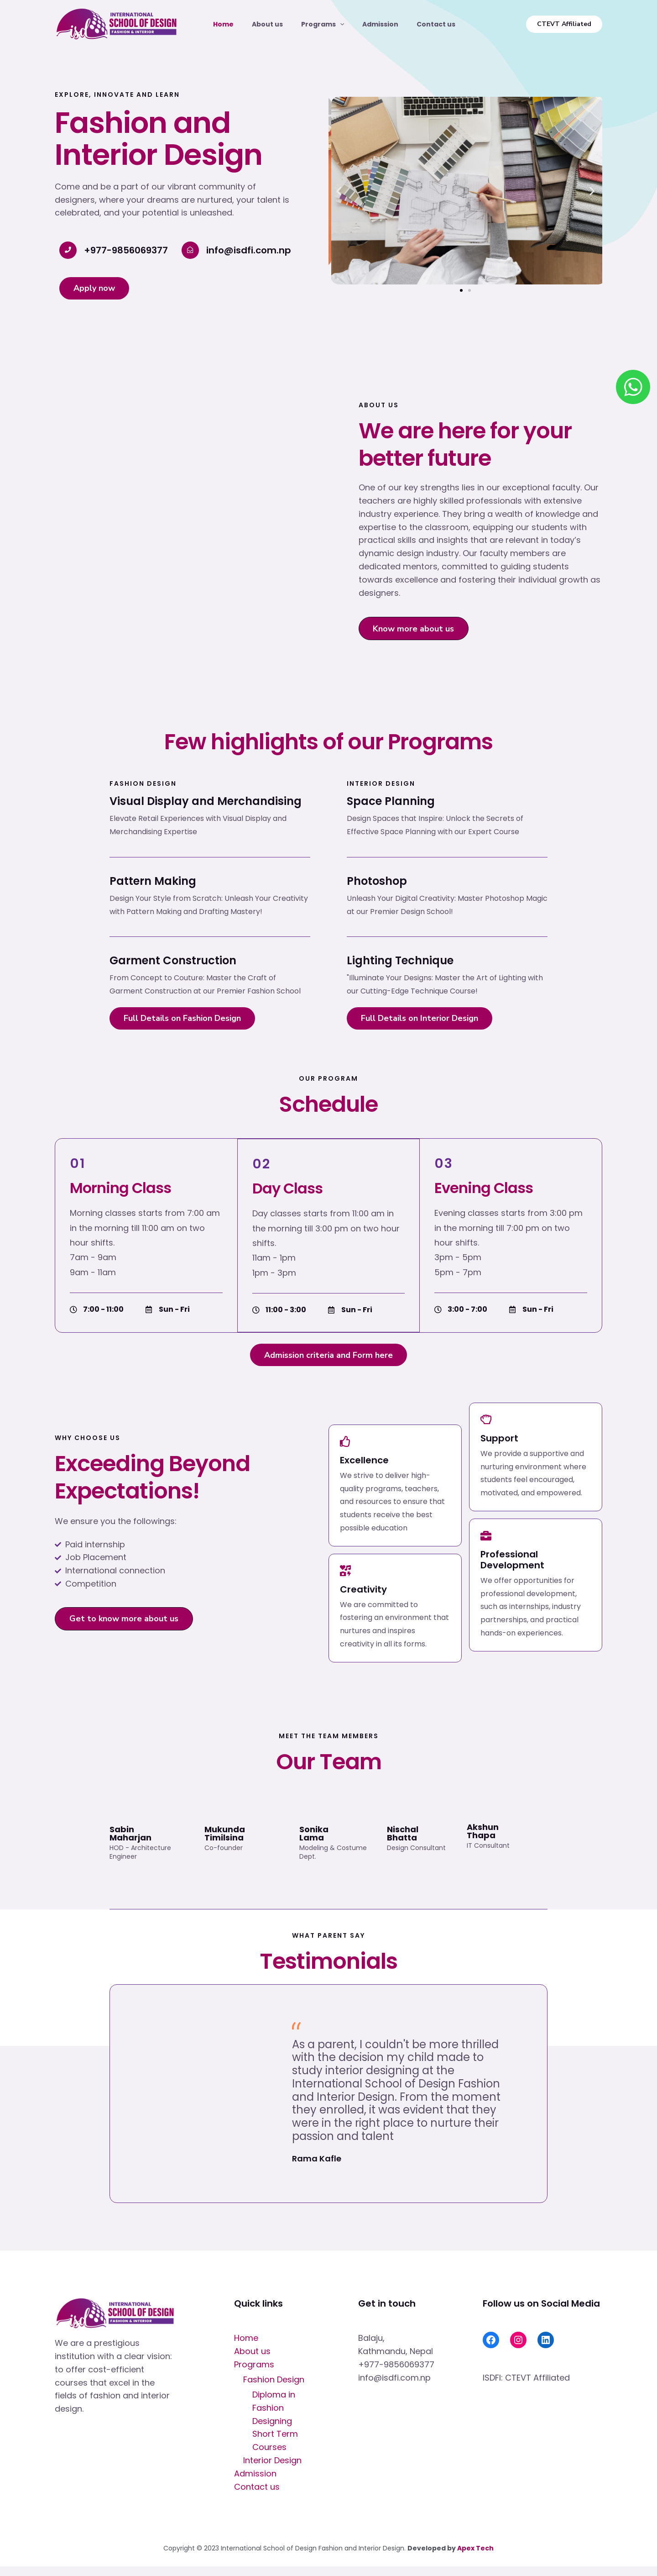 isd
INTERNATIONAL
SCHOOL OF DESIGN
FASHION & INTERIOR
Home
About us
Programs
Admission
Contact us
CTEVT Affiliated
EXPLORE, INNOVATE AND LEARN
Fashion and
Interior Design
Come and be a part of our vibrant community of
designers, where your dreams are nurtured, your talent is
celebrated, and your potential is unleashed.
+977-9856069377
info@isdfi.com.np
Apply now
ABOUT US
We are here for your
better future
One of our key strengths lies in our exceptional faculty. Our
teachers are highly skilled professionals with extensive
industry experience. They bring a wealth of knowledge and
expertise to the classroom, equipping our students with
practical skills and insights that are relevant in today's
dynamic design industry. Our faculty members are
dedicated mentors, committed to guiding students
towards excellence and fostering their individual growth as
designers.
Know more about us
Few highlights of our Programs
FASHION DESIGN
Visual Display and Merchandising
Elevate Retail Experiences with Visual Display and
Merchandising Expertise
Pattern Making
Design Your Style from Scratch: Unleash Your Creativity
with Pattern Making and Drafting Mastery!
Garment Construction
From Concept to Couture: Master the Craft of
Garment Construction at our Premier Fashion School
Full Details on Fashion Design
INTERIOR DESIGN
Space Planning
Design Spaces that Inspire: Unlock the Secrets of
Effective Space Planning with our Expert Course
Photoshop
Unleash Your Digital Creativity: Master Photoshop Magic
at our Premier Design School!
Lighting Technique
"Illuminate Your Designs: Master the Art of Lighting with
our Cutting-Edge Technique Course!
Full Details on Interior Design
OUR PROGRAM
Schedule
01
Morning Class
Morning classes starts from 7:00 am
in the morning till 11:00 am on two
hour shifts.
7am - 9am
9am - 11am
7:00 - 11:00
Sun - Fri
02
Day Class
Day classes starts from 11:00 am in
the morning till 3:00 pm on two hour
shifts.
11am - 1pm
1pm - 3pm
11:00 - 3:00
Sun - Fri
03
Evening Class
Evening classes starts from 3:00 pm
in the morning till 7:00 pm on two
hour shifts.
3pm - 5pm
5pm - 7pm
3:00 - 7:00
Sun - Fri
Admission criteria and Form here
WHY CHOOSE US
Exceeding Beyond
Expectations!
We ensure you the followings:
Paid internship
Job Placement
International connection
Competition
Get to know more about us
Excellence
We strive to deliver high-
quality programs, teachers,
and resources to ensure that
students receive the best
possible education
Creativity
We are committed to
fostering an environment that
nurtures and inspires
creativity in all its forms.
Support
We provide a supportive and
nurturing environment where
students feel encouraged,
motivated, and empowered.
Professional
Development
We offer opportunities for
professional development,
such as internships, industry
partnerships, and practical
hands-on experiences.
MEET THE TEAM MEMBERS
Our Team
Sabin
Maharjan
HOD - Architecture
Engineer
Mukunda
Timilsina
Co-founder
Sonika
Lama
Modeling & Costume
Dept.
Nischal
Bhatta
Design Consultant
Akshun
Thapa
IT Consultant
WHAT PARENT SAY
Testimonials
"
As a parent, I couldn't be more thrilled
with the decision my child made to
study interior designing at the
International School of Design Fashion
and Interior Design. From the moment
they enrolled, it was evident that they
were in the right place to nurture their
passion and talent
Rama Kafle
isd
INTERNATIONAL
SCHOOL OF DESIGN
FASHION & INTERIOR
We are a prestigious
institution with a clear vision:
to offer cost-efficient
courses that excel in the
fields of fashion and interior
design.
Quick links
Home
About us
Programs
Fashion Design
Diploma in
Fashion
Designing
Short Term
Courses
Interior Design
Admission
Contact us
Get in touch
Balaju,
Kathmandu, Nepal
+977-9856069377
info@isdfi.com.np
Follow us on Social Media
ISDFI: CTEVT Affiliated
Copyright © 2023 International School of Design Fashion and Interior Design. Developed by Apex Tech